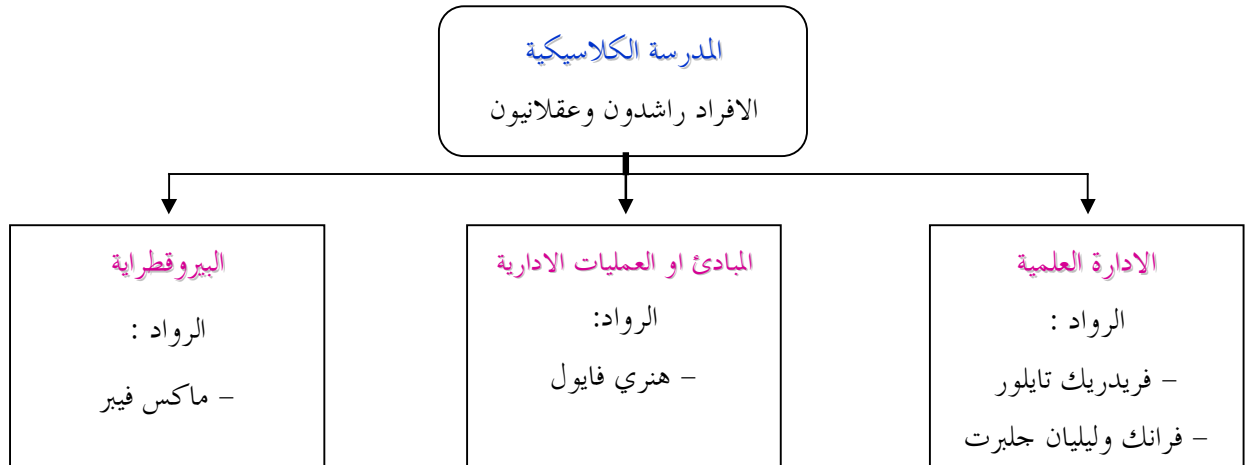 المدرسة الكلاسيكية
الافراد راشدون وعقلانيون
الادارة العلمية
الرواد :
– فريدريك تايلور
– فرانك وليليان جلبرت
المبادئ او العمليات الادارية
الرواد:
– هنري فايول
البيروقطراية
الرواد :
– ماكس فيبر